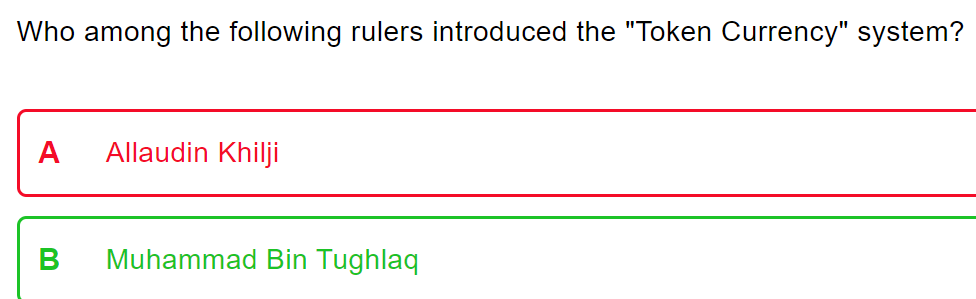 Who among the following rulers introduced the "Token Currency" system?
A Allaudin Khilji
B Muhammad Bin Tughlaq